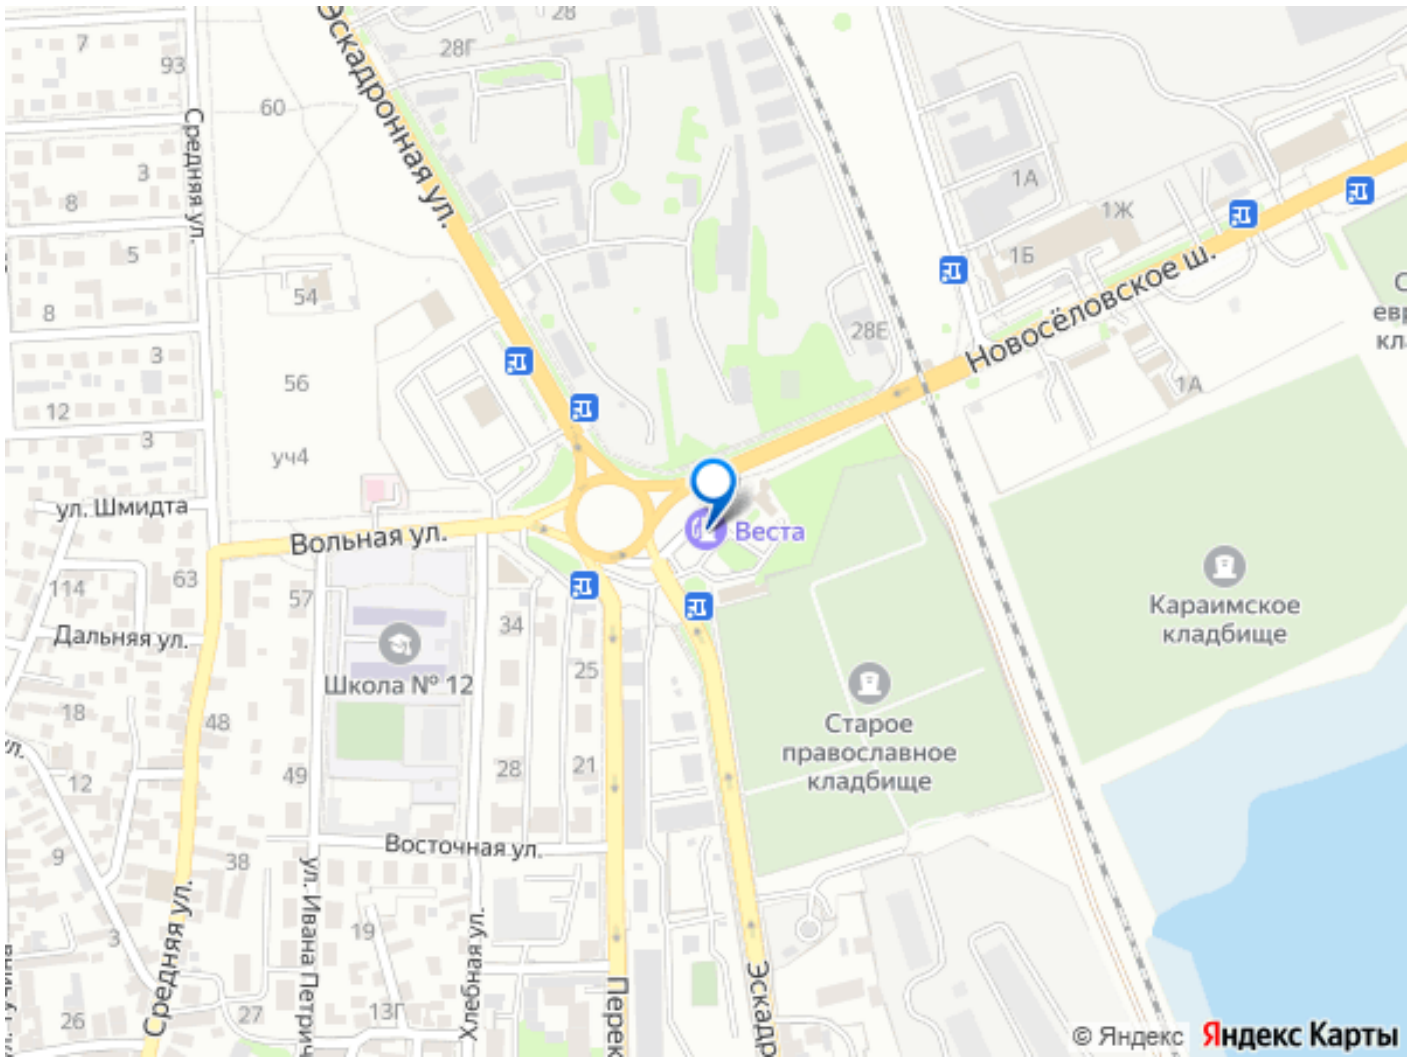 28
7
28Г
93
60
Эскадронная ул.
Средняя ул.
3
1А
8
1Ж
5
1Б
54
8
Новосёловское ш.
28Е
3
56
1А
12
3
уч4
ул. Шмидта
Вольная ул.
Веста
63
114
57
Караимское
кладбище
34
Дальняя ул.
25
Школа № 12
18
48
Старое
православное
кладбище
12
49
28
21
Восточная ул.
9
38
ул. Ивана Петрич
Средняя ул.
Хлебная ул.
19
3
Перек
Эскадр
13Г
27
26
© Яндекс
Яндекс Карты